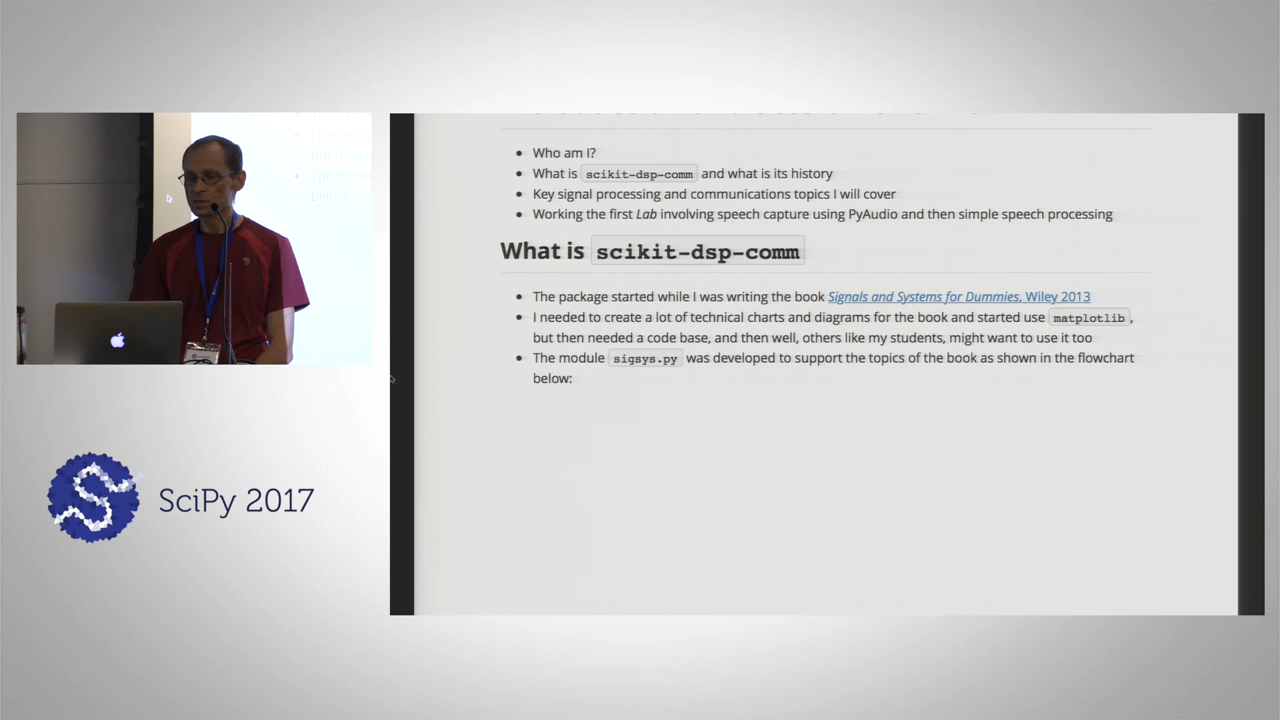 Who am I?
What is scikit-dsp-comm and what is its history
Key signal processing and communications topics I will cover
Working the first Lab involving speech capture using PyAudio and then simple speech processing
What is scikit-dsp-comm
The package started while I was writing the book Signals and Systems for Dummies, Wiley 2013
I needed to create a lot of technical charts and diagrams for the book and started use matplotlib,
but then needed a code base, and then well, others like my students, might want to use it too
The module sigsys.py was developed to support the topics of the book as shown in the flowchart
below:
SciPy 2017